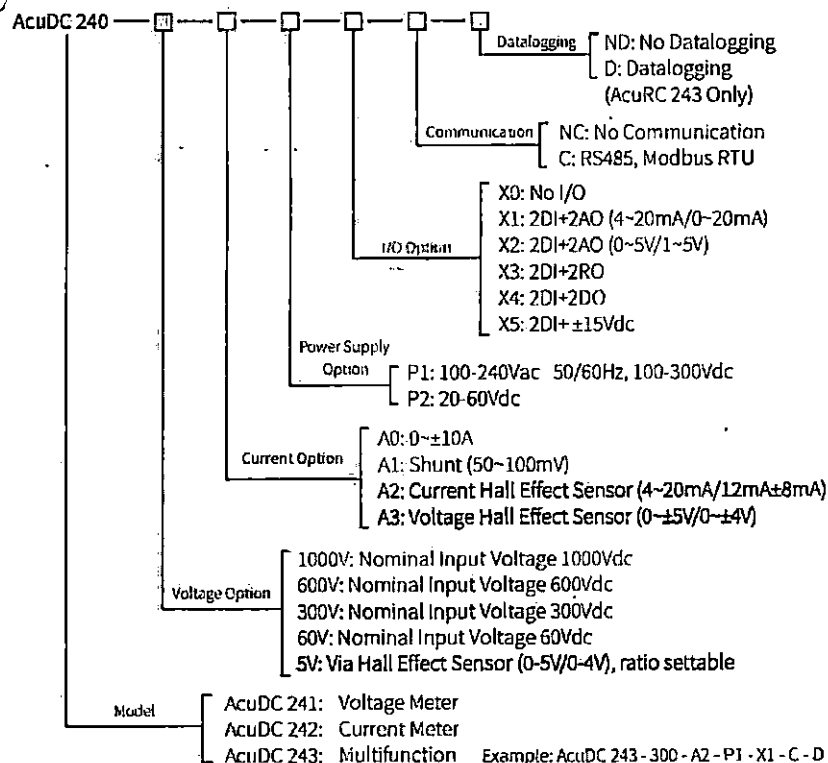 AcuDC 240
Datalogging
ND: No Datalogging
D: Datalogging
(AcuRC 243 Only)
Communication
NC: No Communication
C: RS485, Modbus RTU
I/O Option
X0: No I/O
X1: 2DI+2AO (4~20mA/0~20mA)
X2: 2DI+2AO (0~5V/1~5V)
X3: 2DI+2RO
X4: 2DI+2DO
X5: 2DI+ ±15Vdc
Power Supply
Option
P1: 100-240Vac 50/60Hz, 100-300Vdc
P2: 20-60Vdc
Current Option
A0: 0~±10A
A1: Shunt (50~100mV)
A2: Current Hall Effect Sensor (4~20mA/12mA±8mA)
A3: Voltage Hall Effect Sensor (0~±5V/0~±4V)
Voltage Option
1000V: Nominal Input Voltage 1000Vdc
600V: Nominal Input Voltage 600Vdc
300V: Nominal Input Voltage 300Vdc
60V: Nominal Input Voltage 60Vdc
5V: Via Hall Effect Sensor (0-5V/0-4V), ratio settable
Model
AcuDC 241: Voltage Meter
AcuDC 242: Current Meter
AcuDC 243: Multifunction Example: AcuDC 243 - 300 - A2 - P1 - X1 - C - D